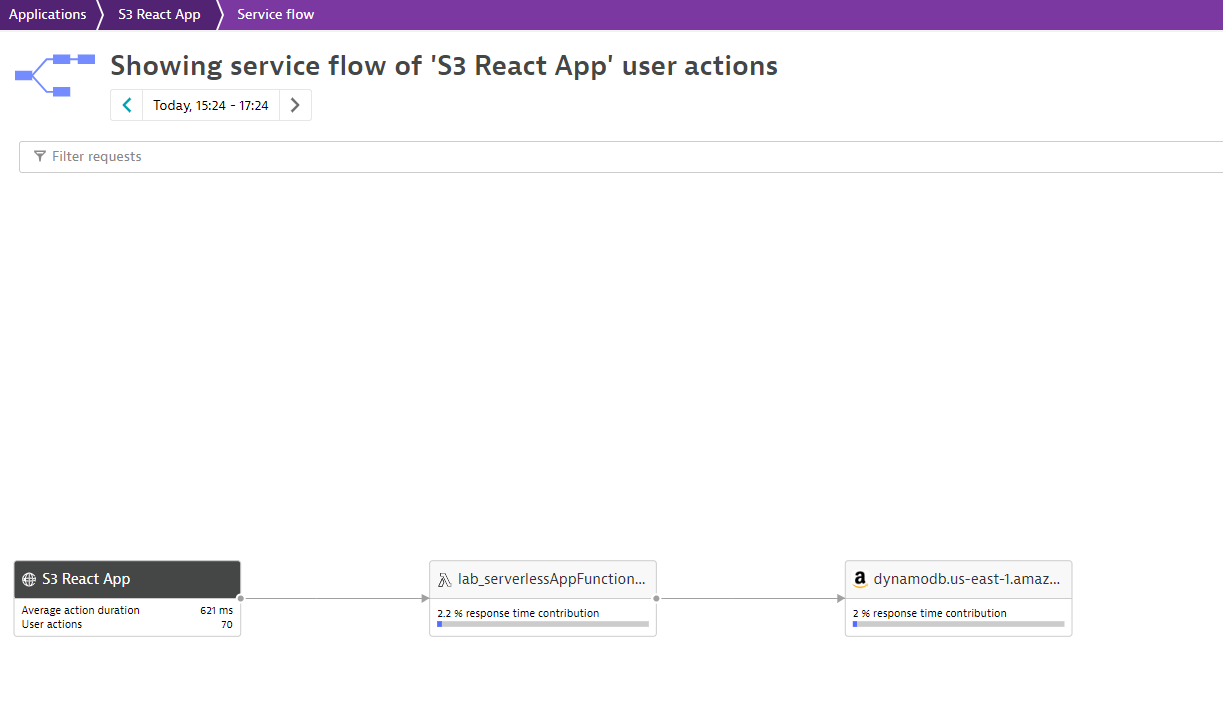 Applications S3 React App Service flow
Showing service flow of 'S3 React App' user actions
Today, 15:24 - 17:24
Filter requests
S3 React App
Average action duration 621 ms
User actions 70
lab_serverlessAppFunction...
2.2 % response time contribution
a dynamodb.us-east-1.amaz...
2 % response time contribution